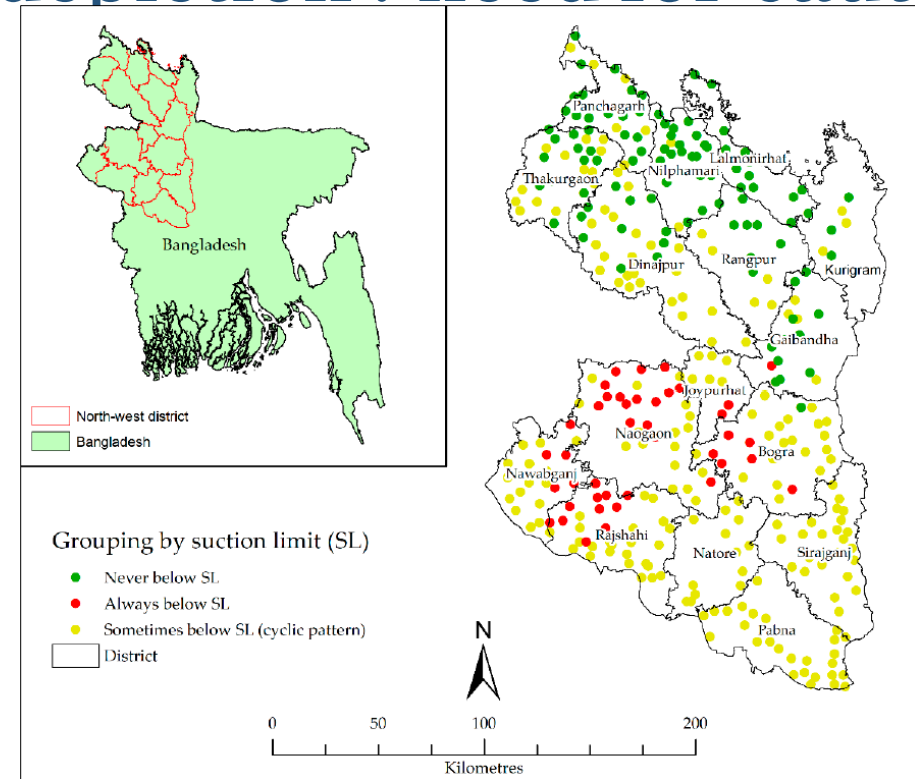 Bangladesh
North-west district
Bangladesh
Panchagarh
Lalmonirhat
Nilphamari
Thakurgaon
Dinajpur
Rangpur
Kurigram
Gaibandha
Joypurhat
Naogaon
Bogra
Nawabganj
Rajshahi
Natore
Sirajganj
Pabna
Grouping by suction limit (SL)
Never below SL
Always below SL
Sometimes below SL (cyclic pattern)
District
N
0 50 100 200
Kilometres